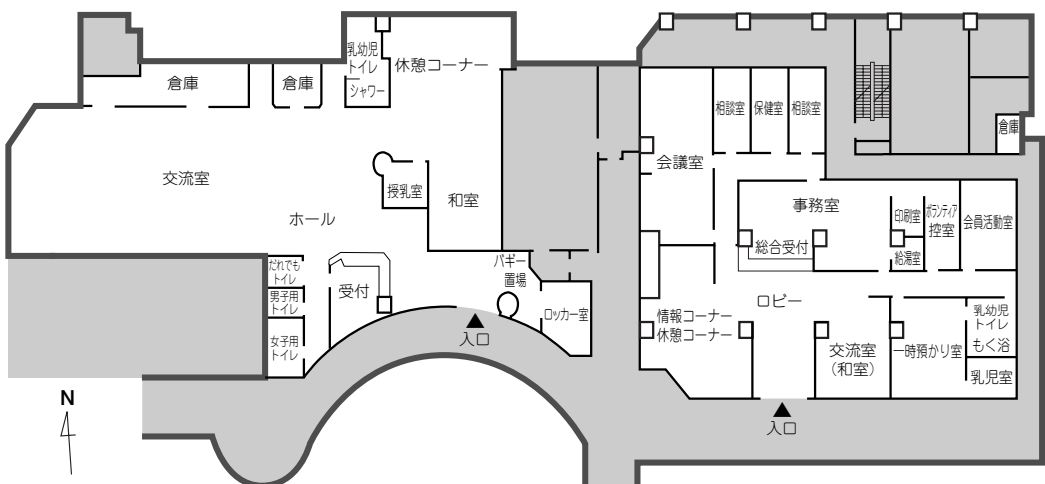 倉庫
倉庫
乳幼児
トイレ
シャワー
休憩コーナー
交流室
ホール
授乳室
和室
だれでも
トイレ
男子用
トイレ
女子用
トイレ
受付
バギー
置場
ロッカー室
入口
N
相談室
保健室
相談室
倉庫
会議室
事務室
総合受付
印刷室
給湯室
ボランティア
控室
会員活動室
ロビー
情報コーナー
休憩コーナー
交流室
(和室)
一時預かり室
乳幼児
トイレ
もく浴
乳児室
入口